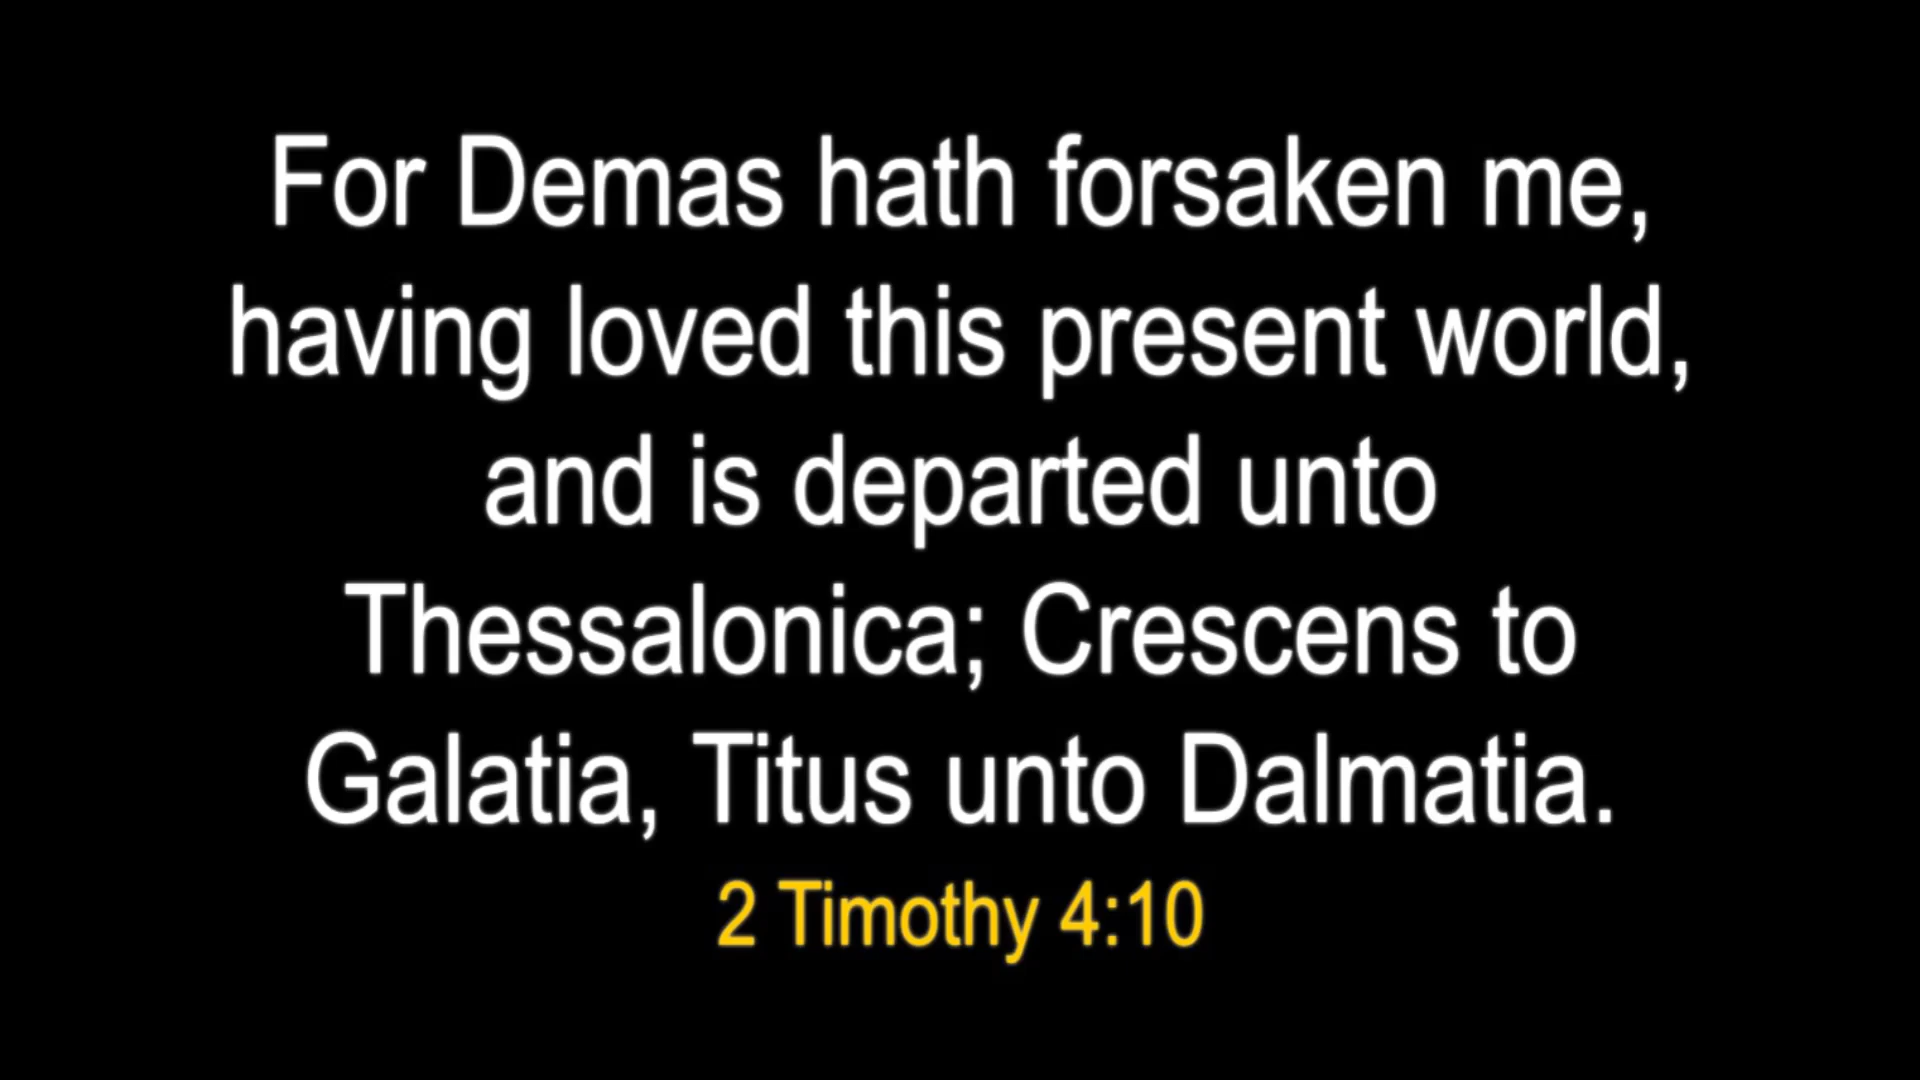 For Demas hath forsaken me,
having loved this present world,
and is departed unto
Thessalonica; Crescens to
Galatia, Titus unto Dalmatia.
2 Timothy 4:10